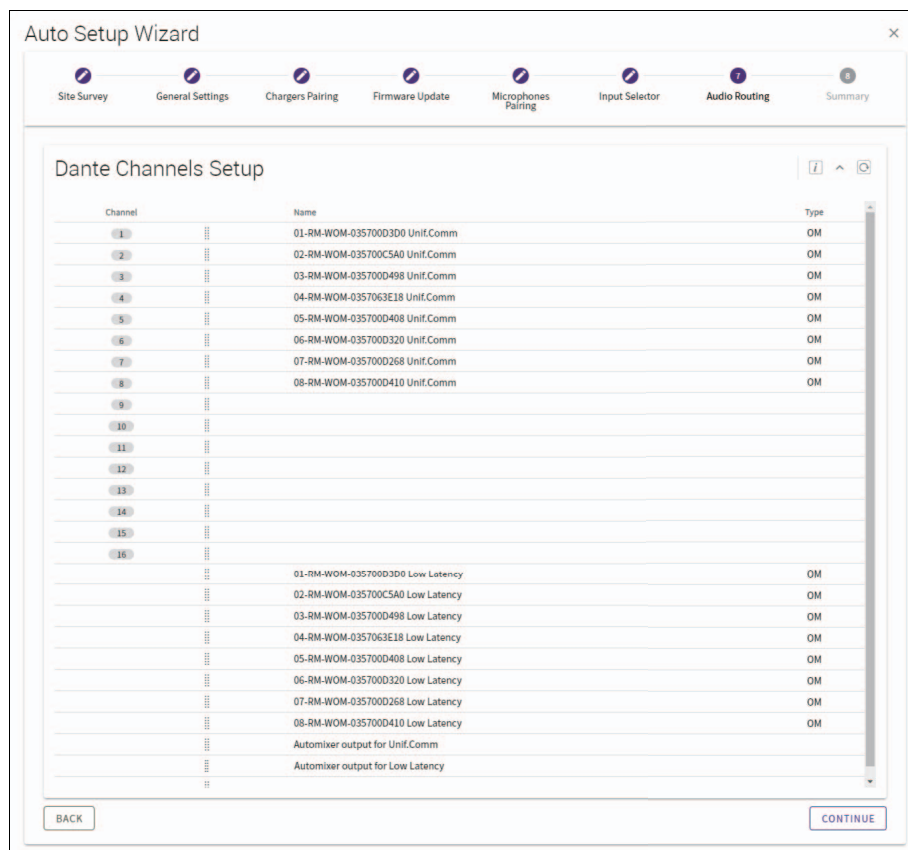 Auto Setup Wizard ×
7 8
Site Survey General Settings Chargers Pairing Firmware Update Microphones Pairing Input Selector Audio Routing Summary
Dante Channels Setup i
Channel Name Type
1 01-RM-WOM-035700D3D0 Unif.Comm OM
2 02-RM-WOM-035700C5A0 Unif.Comm OM
3 03-RM-WOM-035700D498 Unif.Comm OM
4 04-RM-WOM-0357063E18 Unif.Comm OM
5 05-RM-WOM-035700D408 Unif.Comm OM
6 06-RM-WOM-035700D320 Unif.Comm OM
7 07-RM-WOM-035700D268 Unif.Comm OM
8 08-RM-WOM-035700D410 Unif.Comm OM
9
10
11
12
13
14
15
16
01-RM-WOM-035700D3D0 Low Latency OM
02-RM-WOM-035700C5A0 Low Latency OM
03-RM-WOM-035700D498 Low Latency OM
04-RM-WOM-0357063E18 Low Latency OM
05-RM-WOM-035700D408 Low Latency OM
06-RM-WOM-035700D320 Low Latency OM
07-RM-WOM-035700D268 Low Latency OM
08-RM-WOM-035700D410 Low Latency OM
Automixer output for Unif.Comm
Automixer output for Low Latency
BACK CONTINUE